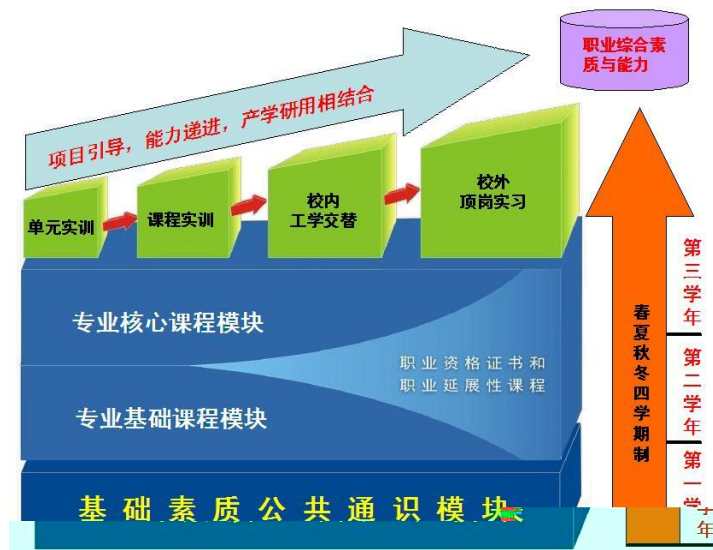 职业综合素
质与能力
项目引导，能力递进，产学研用相结合
单元实训
课程实训
校内
工学交替
校外
顶岗实习
专业核心课程模块
职业资格证书和
职业延展性课程
专业基础课程模块
基础素质公共通识模块
春夏秋冬四学期制
第三学年
第二学年
第一学年